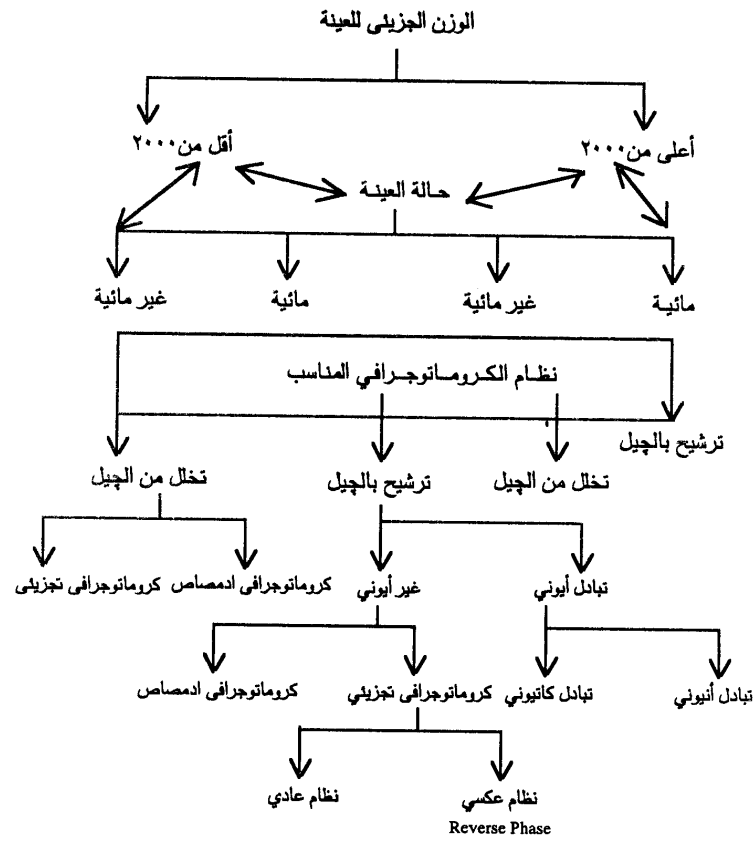 الوزن الجزيئى للعينة
أعلى من ٢٠٠٠
أقل من ٢٠٠٠
حالة العينة
مائية
غير مائية
مائية
غير مائية
نظام الكروماتوجرافي المناسب
ترشيح بالچيل
تخلل من الچيل
ترشيح بالچيل
تخلل من الچيل
تبادل أيوني
غير أيوني
كروماتوجرافى ادمصاص
كروماتوجرافى تجزيئى
تبادل أنيوني
تبادل كاتيوني
كروماتوجرافى تجزيئي
كروماتوجرافى ادمصاص
نظام عكسي
نظام عادي
Reverse Phase